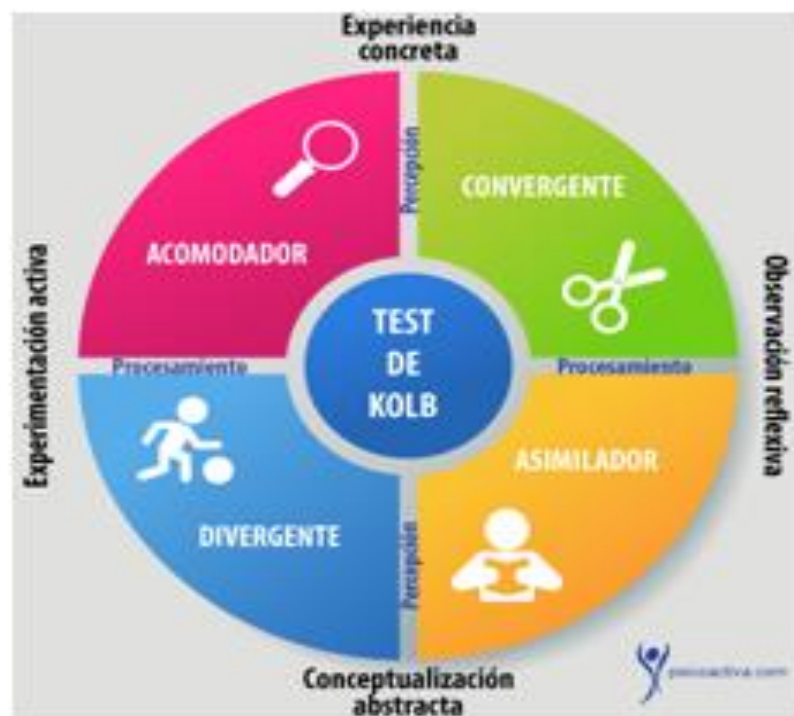 Experiencia
concreta
Percepción
CONVERGENTE
ACOMODADOR
Experimentación activa
Observación reflexiva
TEST
DE
KOLB
Procesamiento
Procesamiento
ASIMILADOR
DIVERGENTE
Percepción
Conceptualización
abstracta
psicoactiva.com